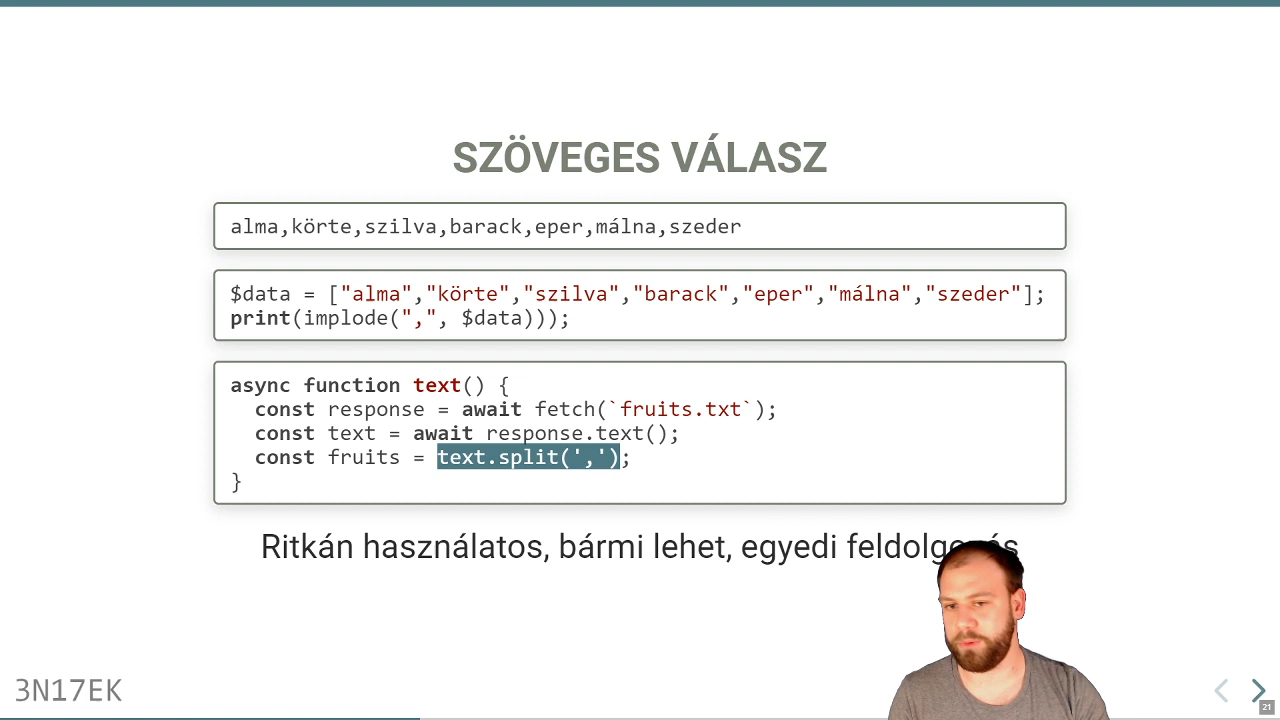 SZÖVEGES VÁLASZ
alma,körte,szilva,barack,eper,málna,szeder
$data = ["alma","körte","szilva","barack","eper","málna","szeder"];
print(implode(",", $data)));
async function text() {
  const response = await fetch(`fruits.txt`);
  const text = await response.text();
  const fruits = text.split(',');
}
Ritkán használatos, bármi lehet, egyedi
3N17EK
21